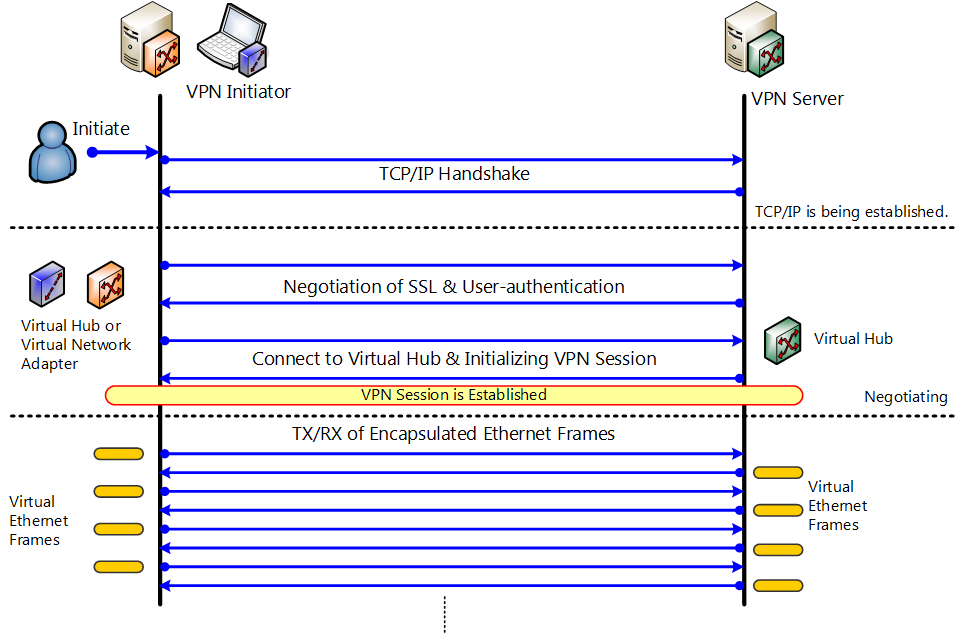 VPN Initiator
VPN Server
Initiate
TCP/IP Handshake
TCP/IP is being established.
Negotiation of SSL & User-authentication
Virtual Hub or
Virtual Network
Adapter
Virtual Hub
Connect to Virtual Hub & Initializing VPN Session
VPN Session is Established
Negotiating
TX/RX of Encapsulated Ethernet Frames
Virtual
Ethernet
Frames
Virtual
Ethernet
Frames